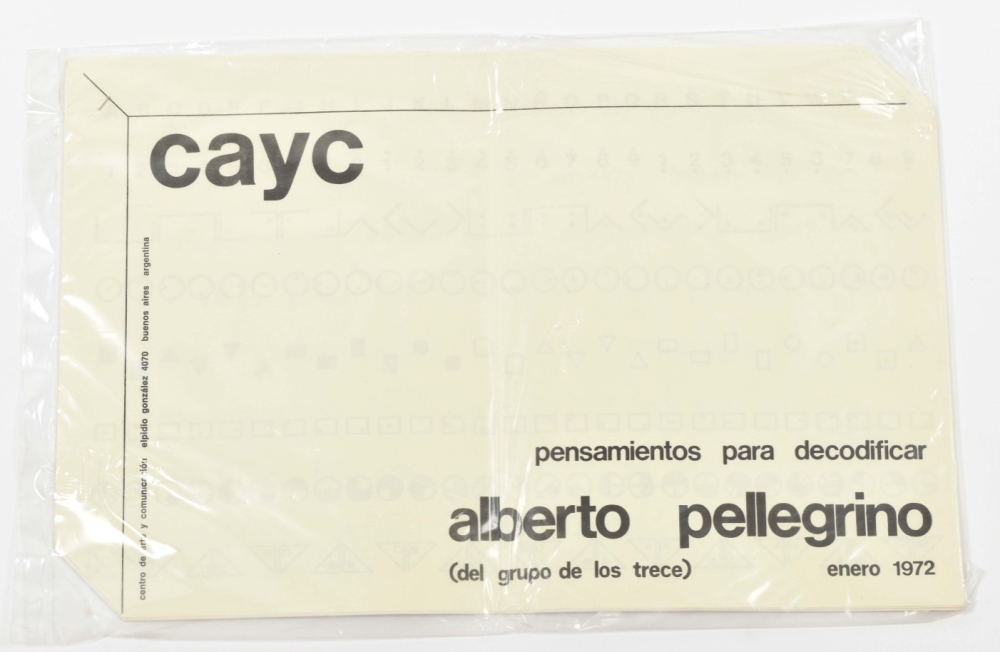 cayc
centro de arte y comunicación elpidio gonzález 4070 buenos aires argentina
pensamientos para decodificar
alberto pellegrino
(del grupo de los trece)
enero 1972